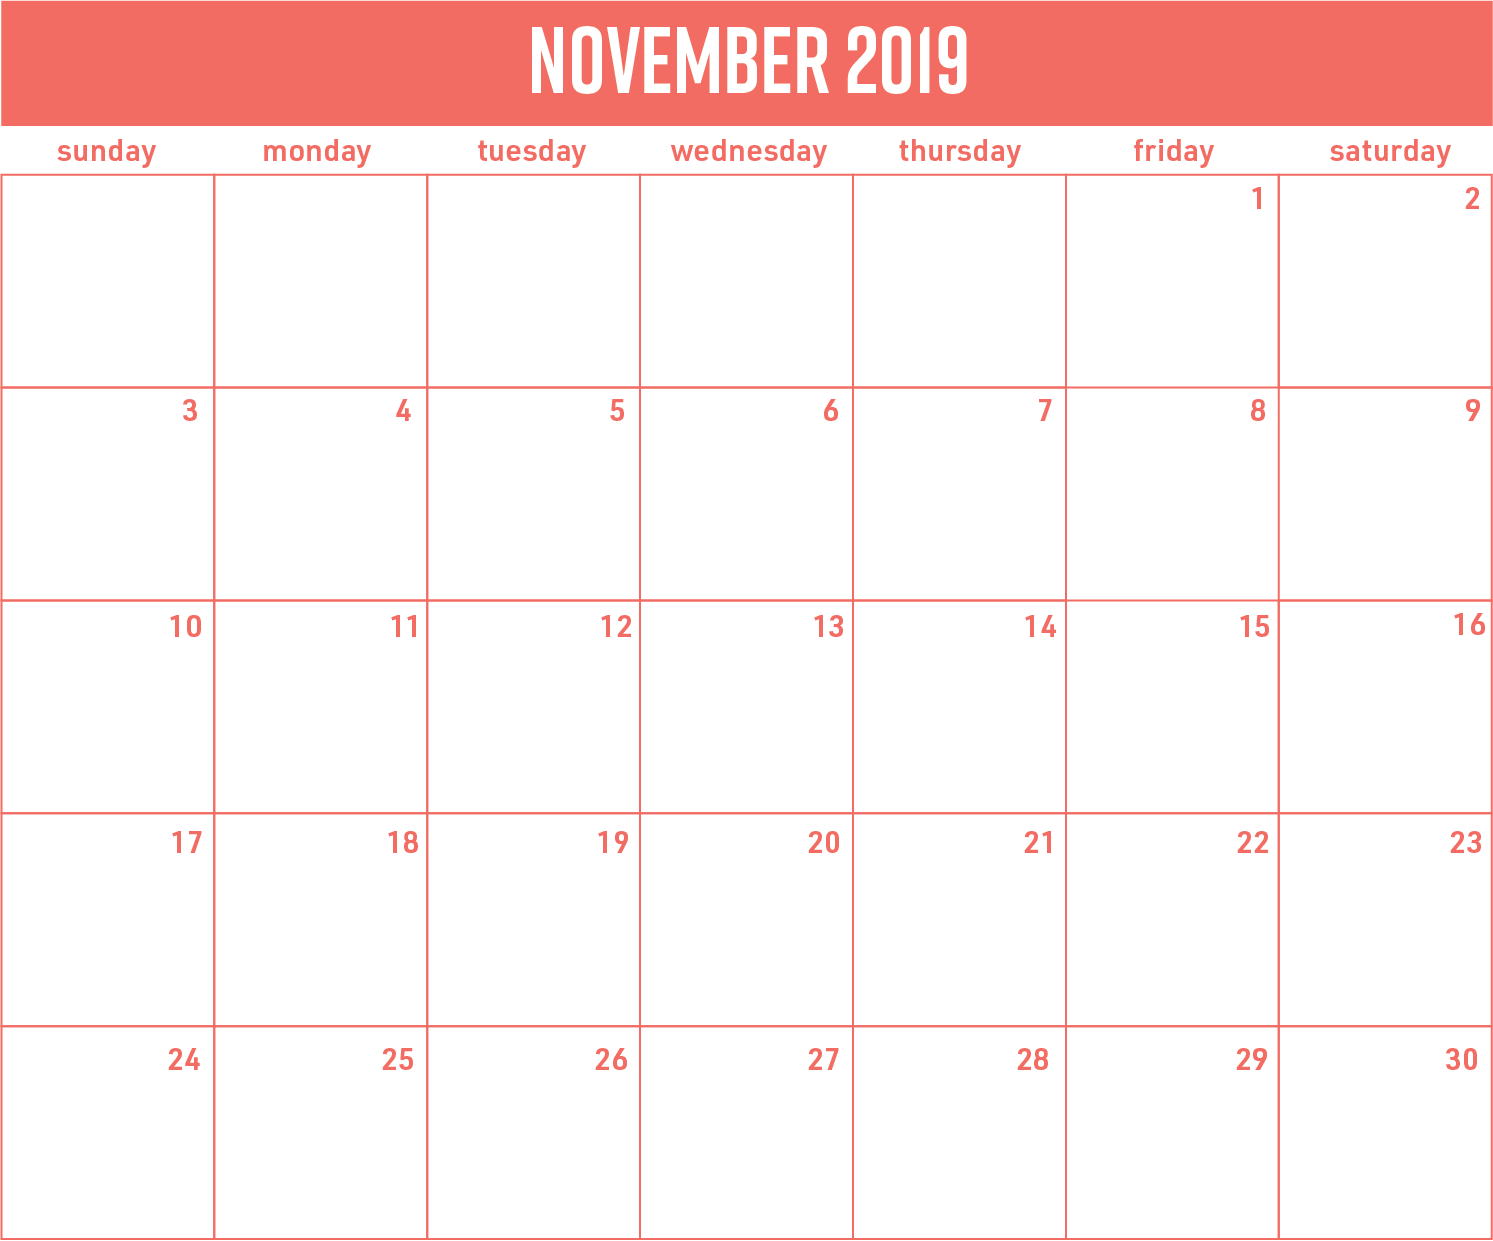 NOVEMBER 2019
sunday monday tuesday wednesday thursday friday saturday
1 2
3 4 5 6 7 8 9
10 11 12 13 14 15 16
17 18 19 20 21 22 23
24 25 26 27 28 29 30